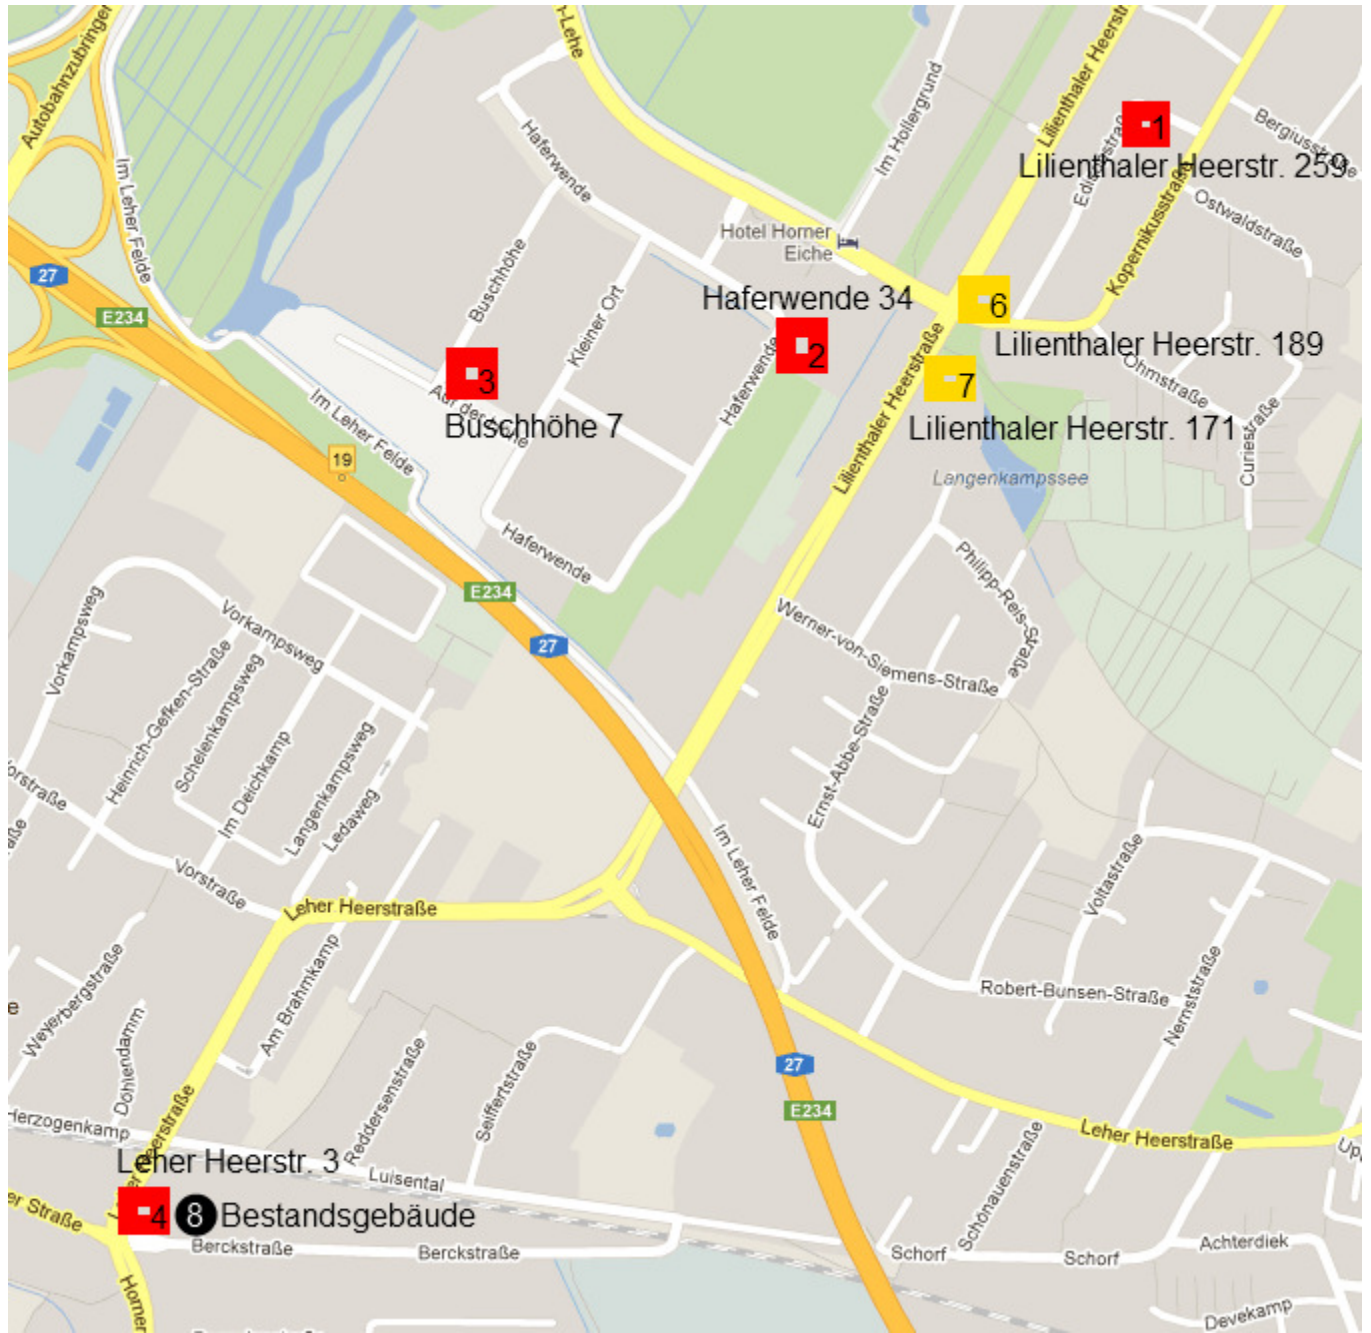 Autobahnzubringer
n-Lehe
Lilienthaler Heerstr
Im Hollergrund
Bergiusstraße
1
Lilienthaler Heerstr. 259
Haferwende
Im Leher Felde
Kopernikusstraße
Ostwaldstraße
Hotel Horner
Eiche
27
E234
Buschhöhe
Kleiner Ort
Haferwende 34
6
Lilienthaler Heerstr. 189
2
3
Haferwende
Lilienthaler Heerstraße
7
Ohmstraße
Im Leher Felde
Buschhöhe 7
Lilienthaler Heerstr. 171
Curiestraße
19
Langenkampssee
Haferwende
E234
Philipp-Reis-Straße
27
Vorkampsweg
Vorkampsweg
Werner-von-Siemens-Straße
Heinrich-Gefken-Straße
Schelenkampsweg
Im Deichkamp
Langenkampsweg
Ledaweg
Ernst-Abbe-Straße
Vorstraße
Vorstraße
Im Leher Felde
Voltastraße
Leher Heerstraße
Weyerbergstraße
Am Brahmkamp
Robert-Bunsen-Straße
Nernststraße
e
Döhlendamm
Reddersenstraße
Seiffertstraße
27
E234
Herzogenkamp
Leher Heerstraße
Leher Heerstr. 3
Luisental
Schönauenstraße
er Straße
4
8 Bestandsgebäude
Berckstraße
Berckstraße
Schorf
Schorf
Achterdiek
Horner
Devekamp